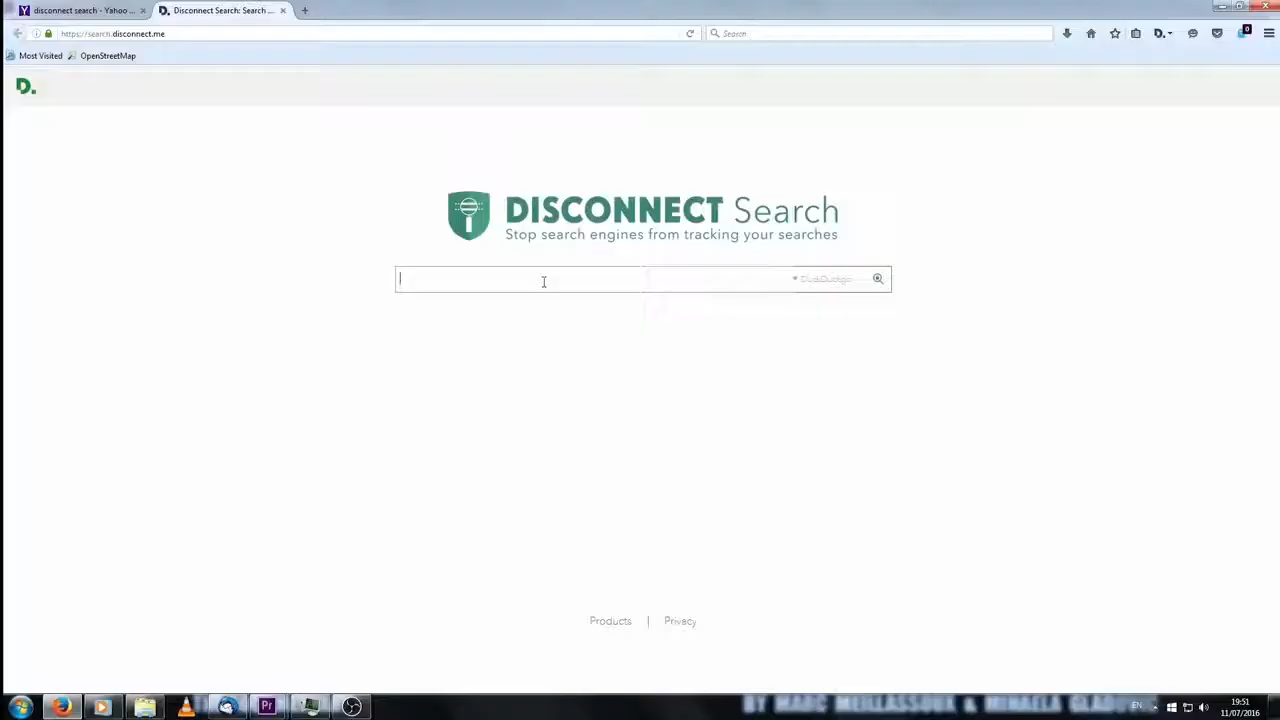 disconnect search - Yahoo ...
Disconnect Search: Search ...
https://search.disconnect.me
Search
Most Visited
OpenStreetMap
D.
DISCONNECT Search
Stop search engines from tracking your searches
DuckDuckgo
Products | Privacy
EN
19:51
11/07/2016